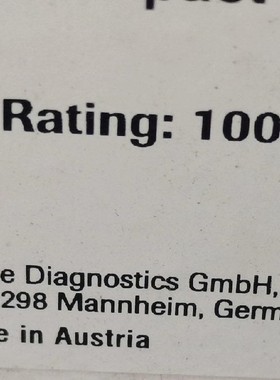 Rating: 100
e Diagnostics GmbH,
298 Mannheim, Germ
e in Austria